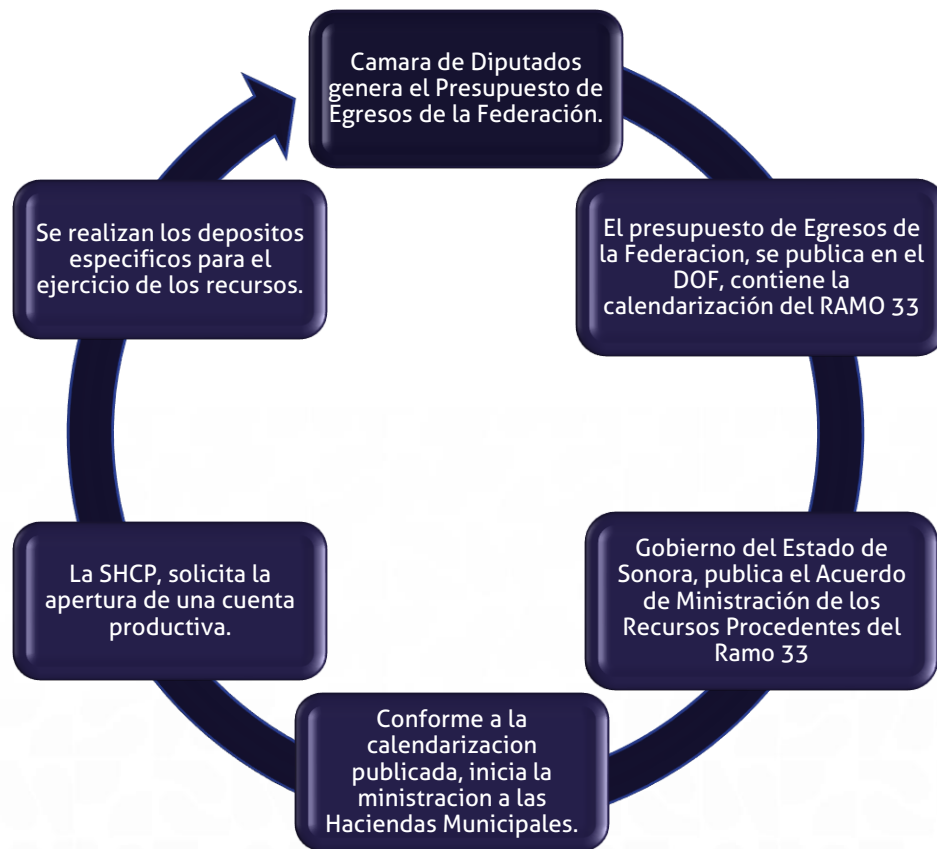 Camara de Diputados
genera el Presupuesto de
Egresos de la Federación.
El presupuesto de Egresos de
la Federacion, se publica en el
DOF, contiene la
calendarización del RAMO 33
Gobierno del Estado de
Sonora, publica el Acuerdo
de Ministración de los
Recursos Procedentes del
Ramo 33
Conforme a la
calendarizacion
publicada, inicia la
ministracion a las
Haciendas Municipales.
La SHCP, solicita la
apertura de una cuenta
productiva.
Se realizan los depositos
especificos para el
ejercicio de los recursos.